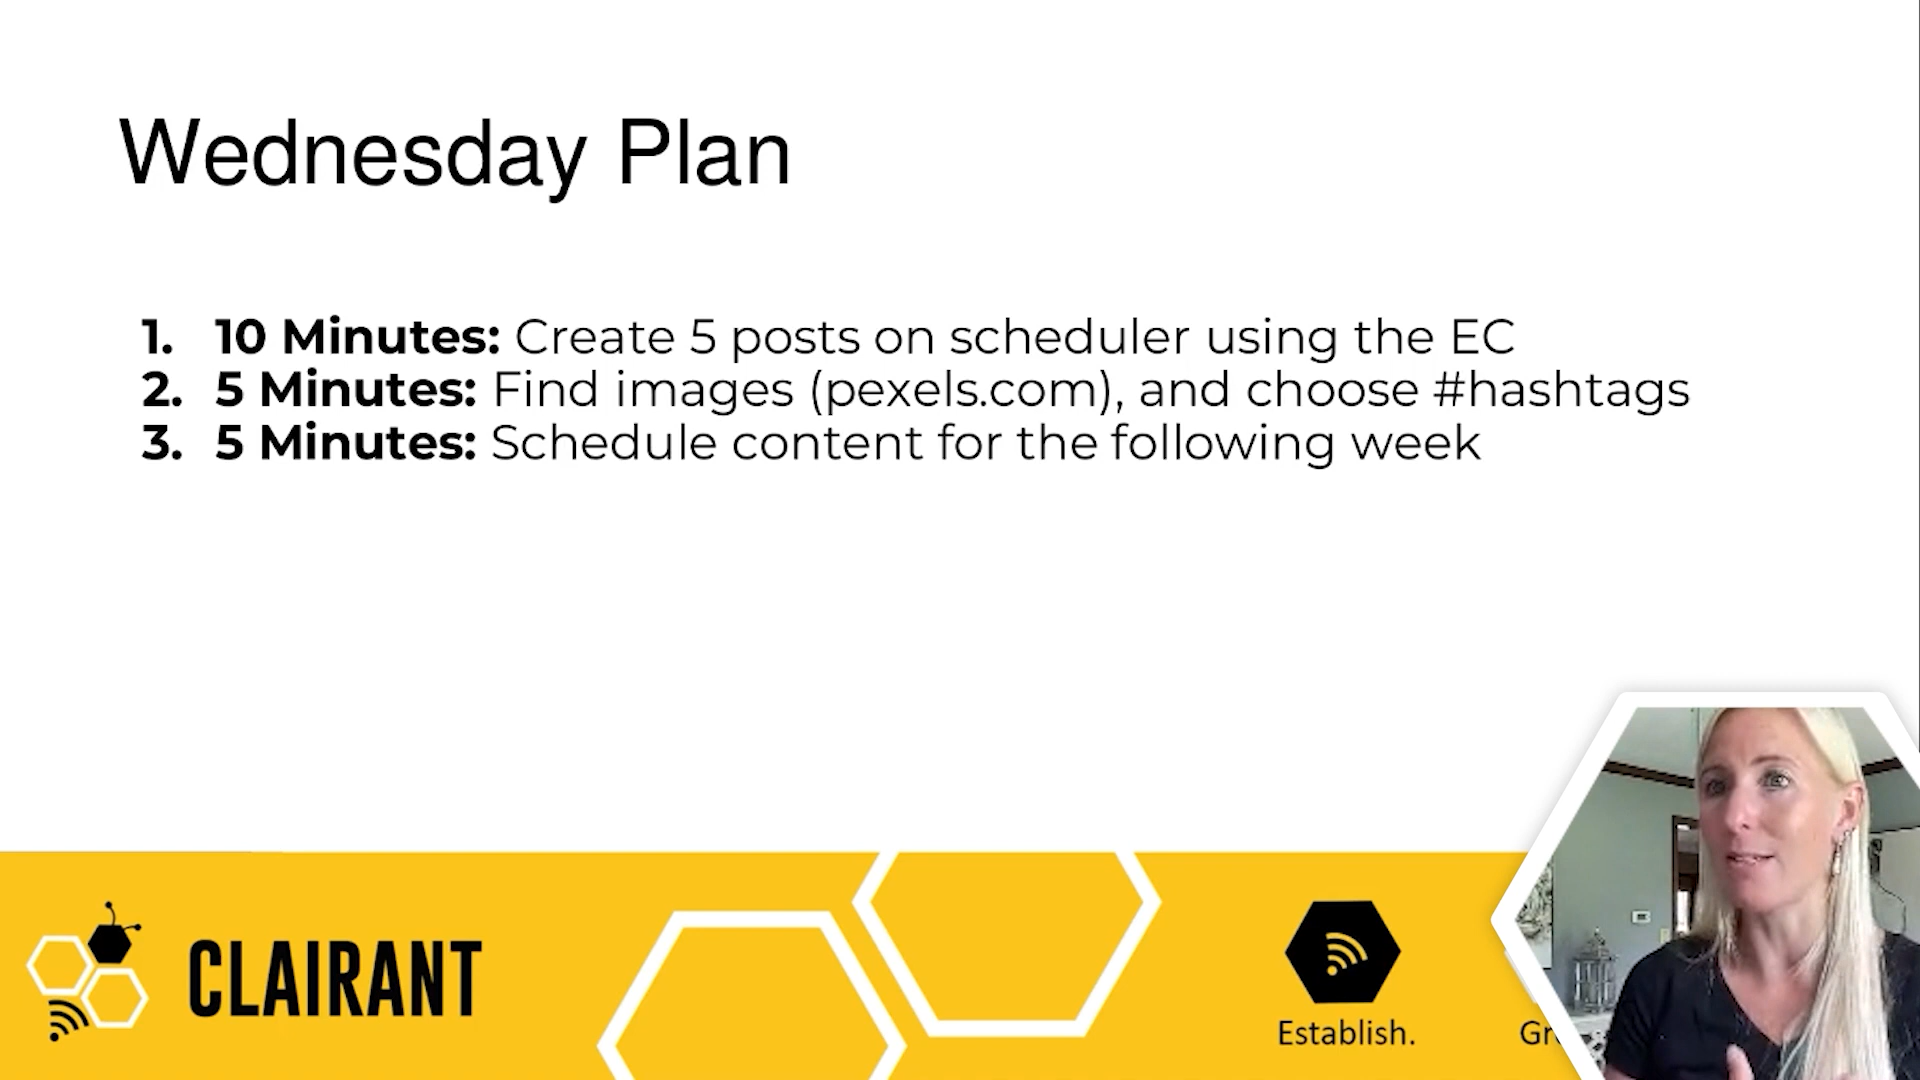 Wednesday Plan
1. 10 Minutes: Create 5 posts on scheduler using the EC
2. 5 Minutes: Find images (pexels.com), and choose #hashtags
3. 5 Minutes: Schedule content for the following week
CLAIRANT
Establish.